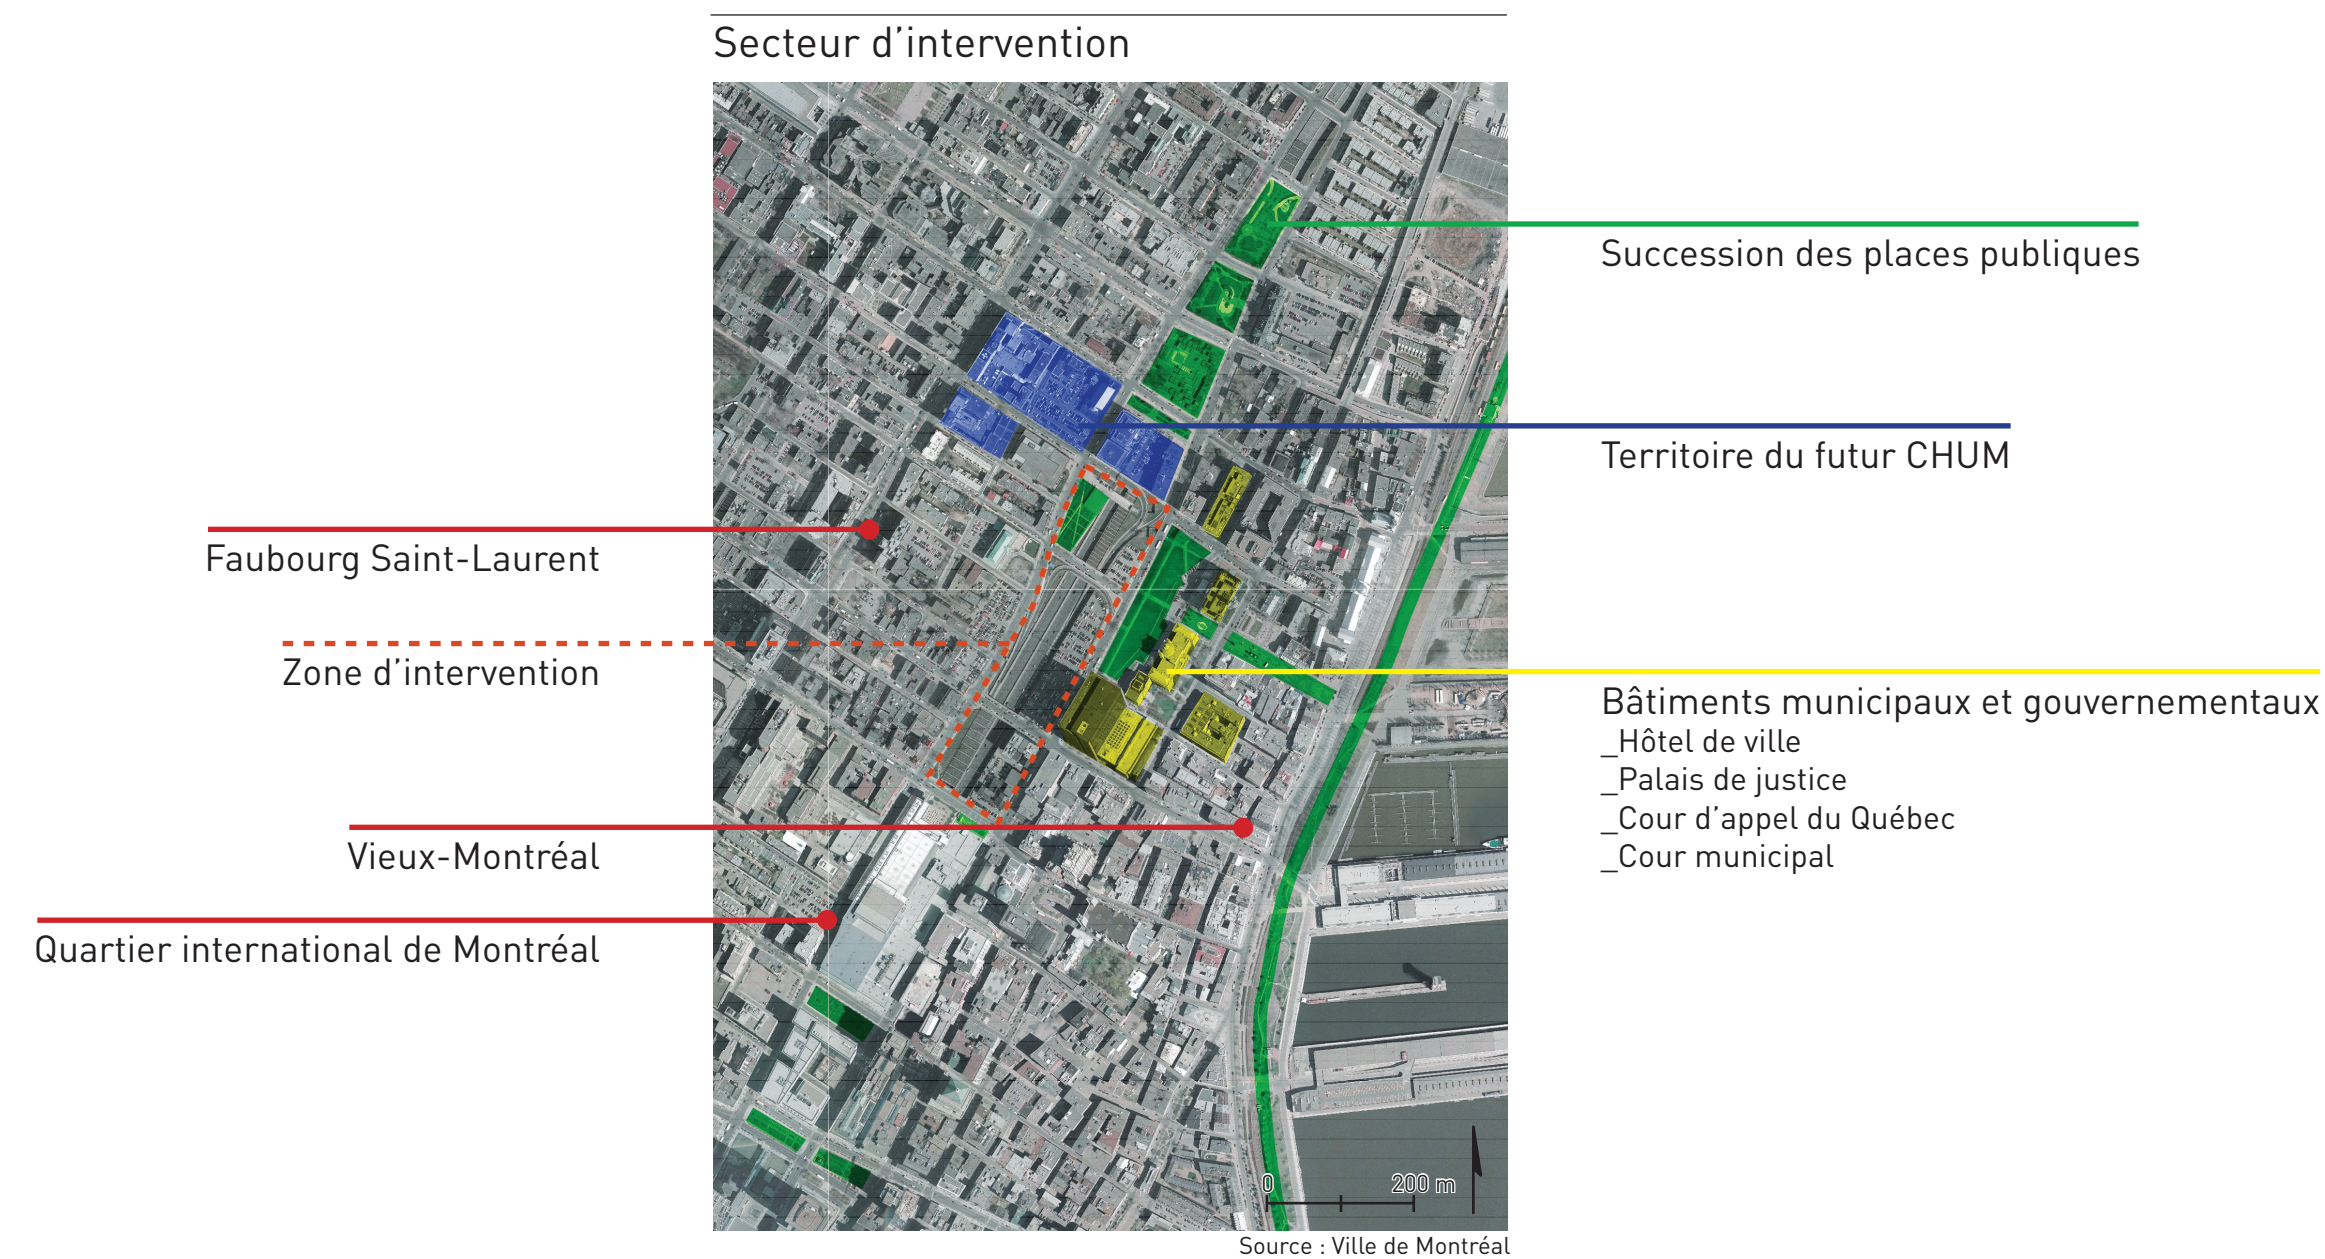 Secteur d’intervention
Succession des places publiques
Territoire du futur CHUM
Faubourg Saint-Laurent
Zone d’intervention
Bâtiments municipaux et gouvernementaux
_Hôtel de ville
_Palais de justice
_Cour d’appel du Québec
_Cour municipal
Vieux-Montréal
Quartier international de Montréal
0 200 m
Source : Ville de Montréal